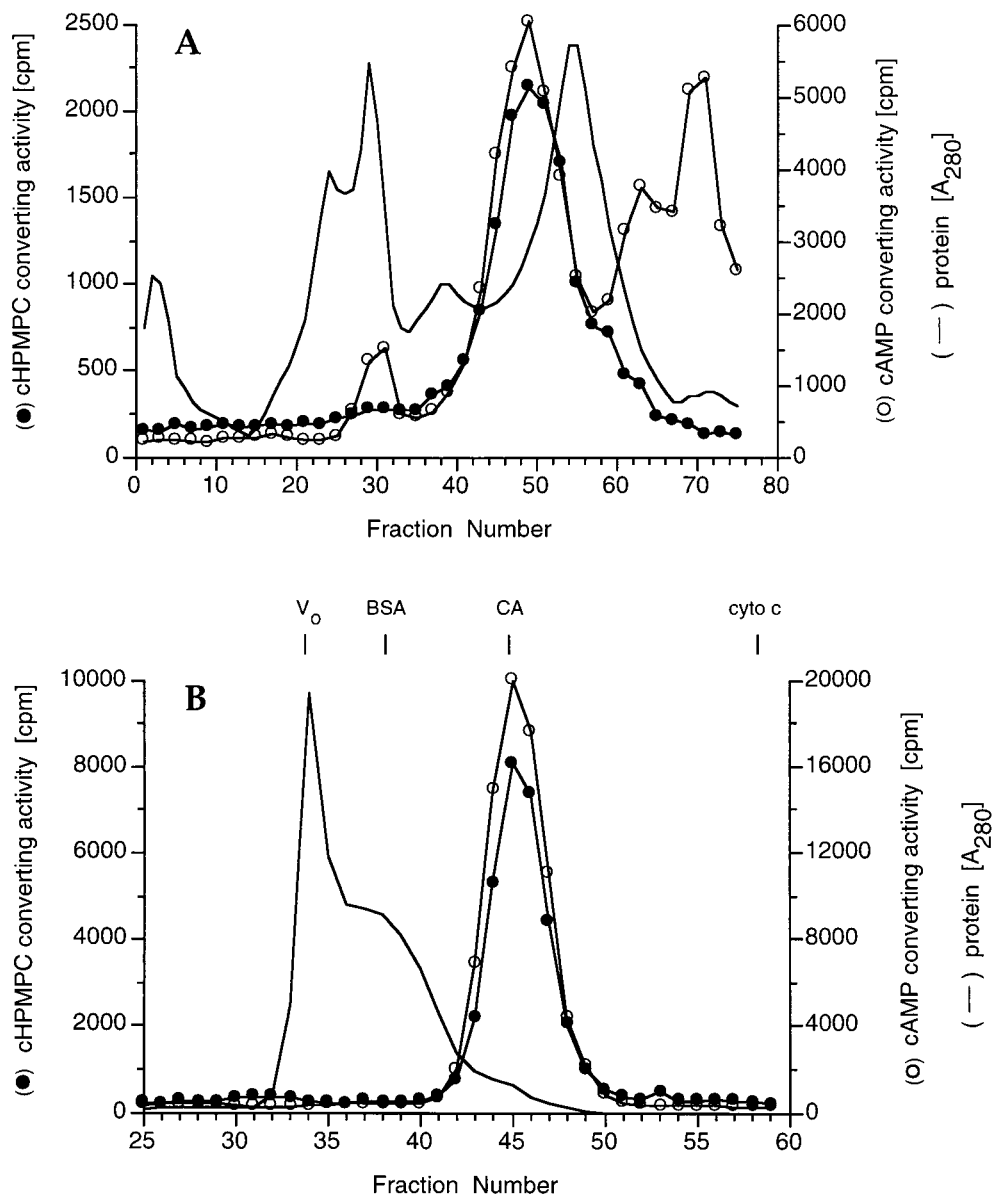 A
2500
2000
1500
1000
500
0
(●) cHPMPC converting activity [cpm]
6000
5000
4000
3000
2000
1000
0
(O) cAMP converting activity [cpm]
(—) protein [A280]
0 10 20 30 40 50 60 70 80
Fraction Number
Vo BSA CA cyto c
B
10000
8000
6000
4000
2000
0
(●) cHPMPC converting activity [cpm]
20000
16000
12000
8000
4000
0
(O) cAMP converting activity [cpm]
(—) protein [A280]
25 30 35 40 45 50 55 60
Fraction Number